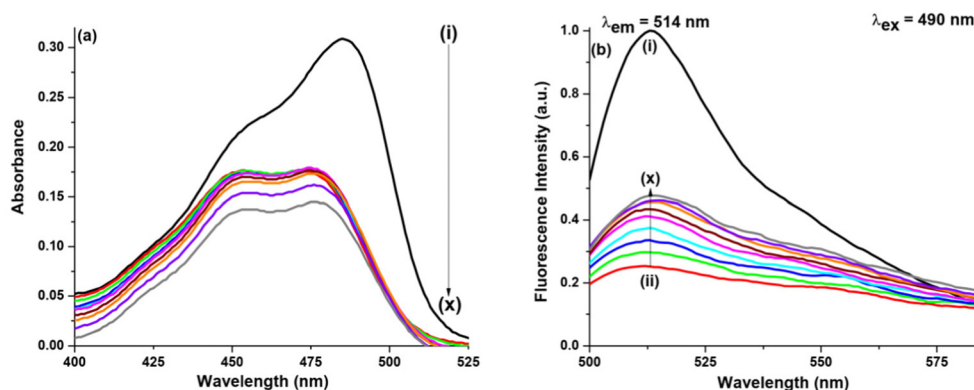 (a)
(i)
(x)
0.30
0.25
0.20
0.15
0.10
0.05
0.00
Absorbance
400 425 450 475 500 525
Wavelength (nm)
λem = 514 nm
λex = 490 nm
(b)
(i)
(x)
(ii)
1.0
0.8
0.6
0.4
0.2
0.0
Fluorescence Intensity (a.u.)
500 525 550 575
Wavelength (nm)